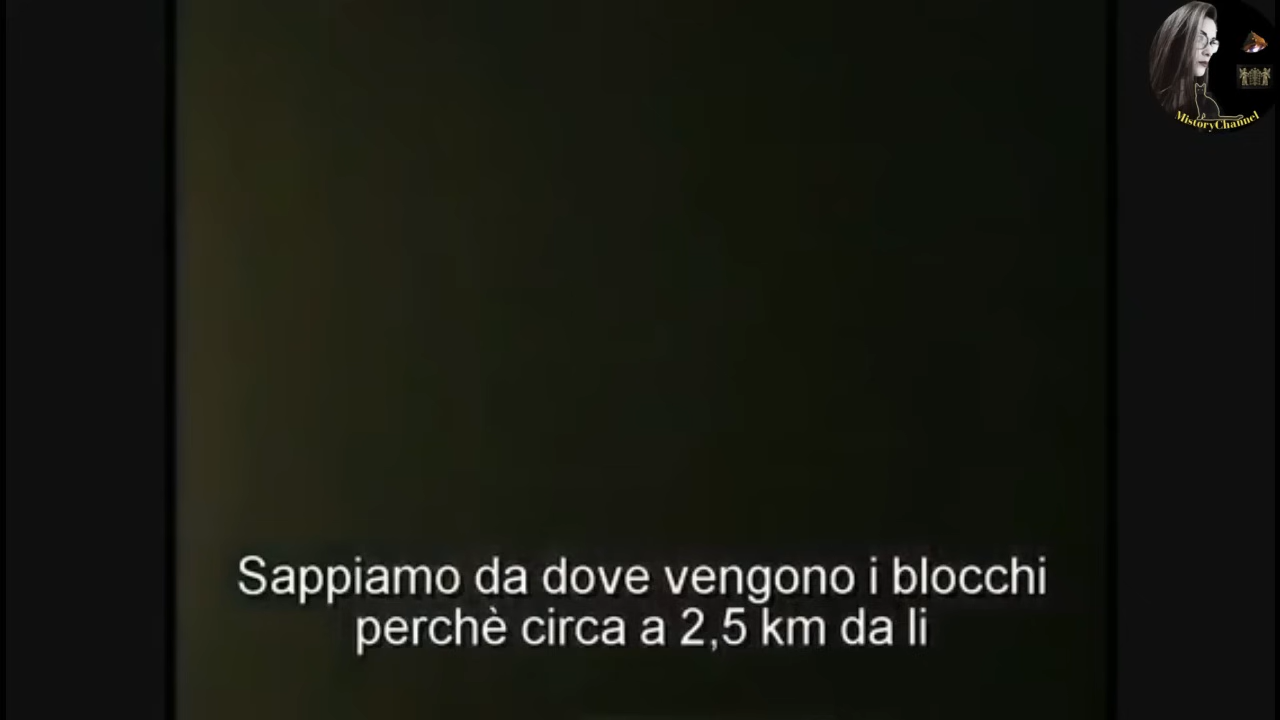 MistoryChannel
Sappiamo da dove vengono i blocchi
perchè circa a 2,5 km da li